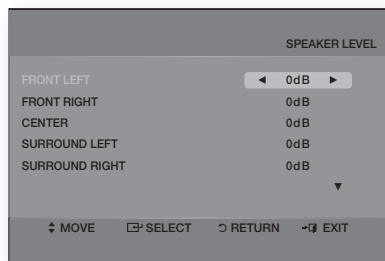 SPEAKER LEVEL
FRONT LEFT ◄ 0dB ►
FRONT RIGHT 0dB
CENTER 0dB
SURROUND LEFT 0dB
SURROUND RIGHT 0dB
▼
MOVE SELECT RETURN EXIT